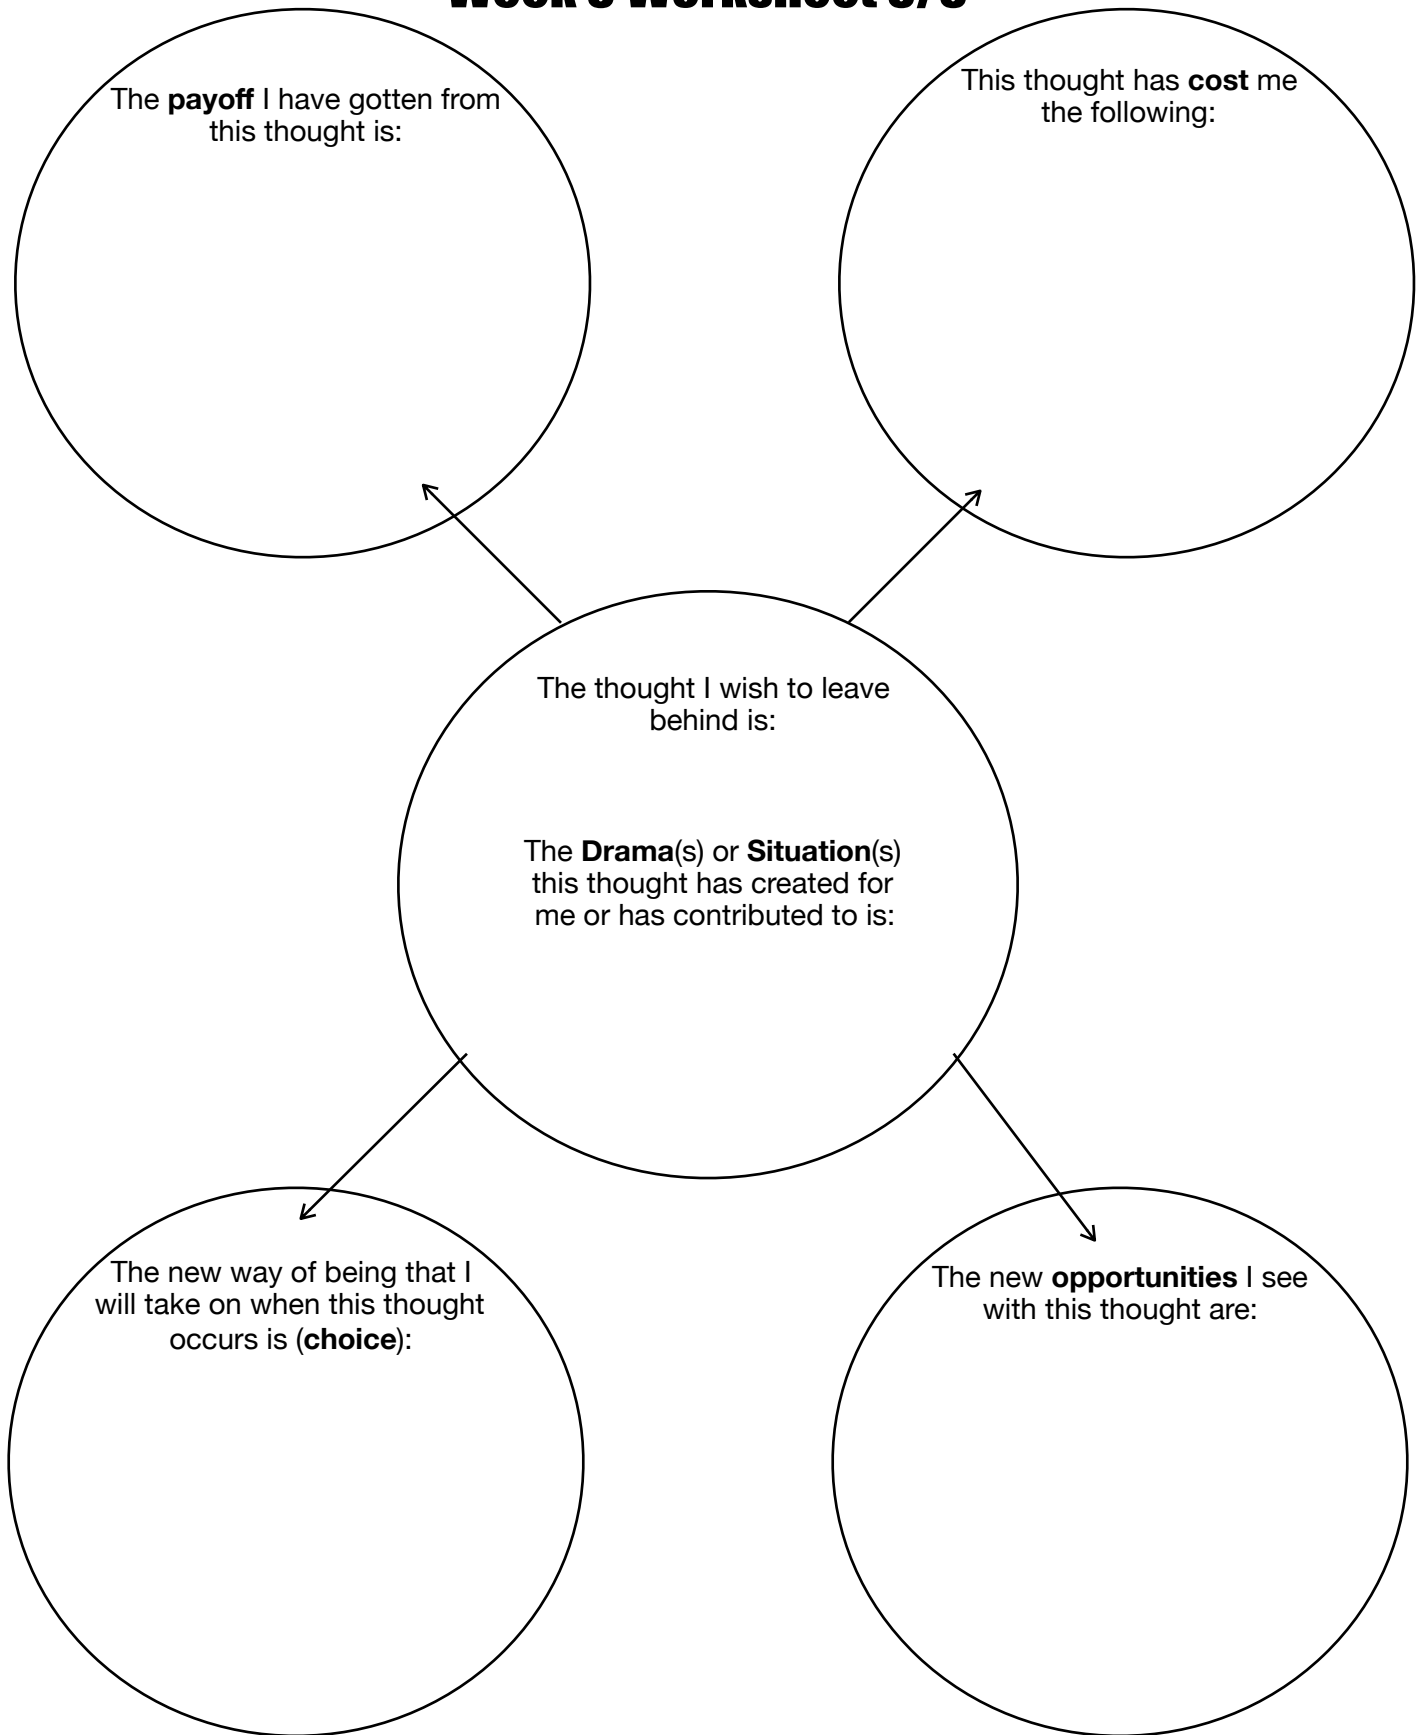 The payoff I have gotten from
this thought is:
This thought has cost me
the following:
The thought I wish to leave
behind is:
The Drama(s) or Situation(s)
this thought has created for
me or has contributed to is:
The new way of being that I
will take on when this thought
occurs is (choice):
The new opportunities I see
with this thought are: